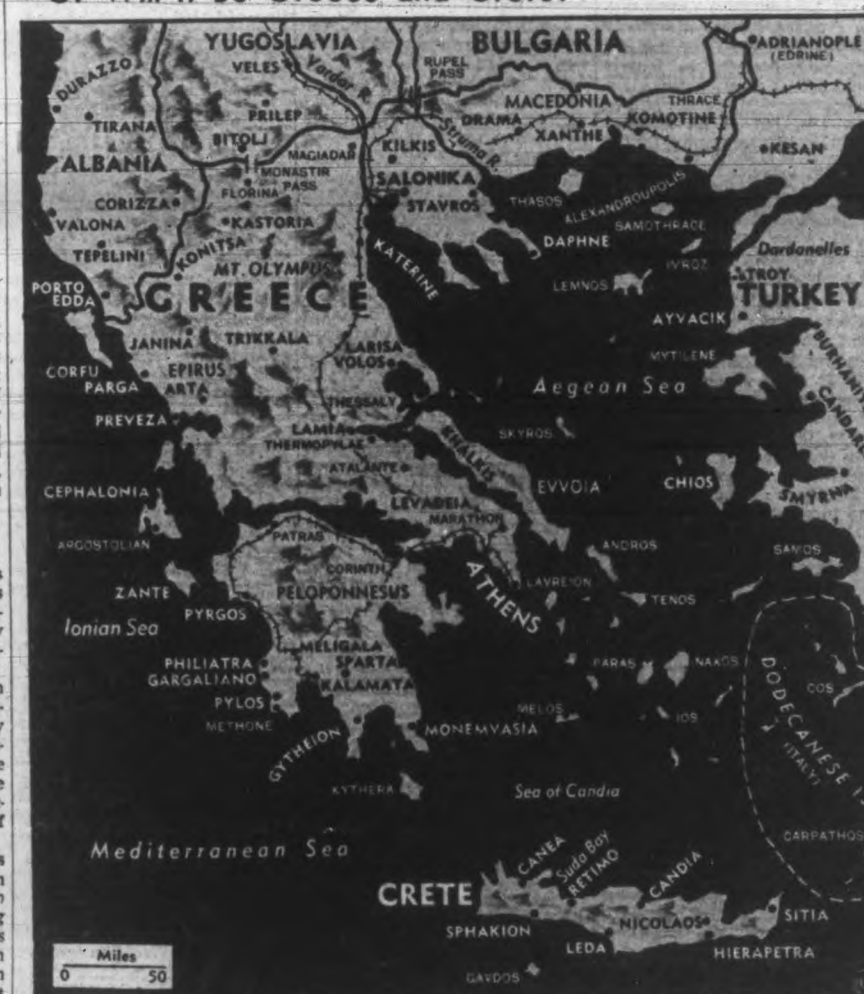 YUGOSLAVIA
BULGARIA
ADRIANOPLE
(EDRINE)
VELES
Vardar R.
RUPEL
PASS
DURAZZO
PRILEP
MACEDONIA
THRACE
TIRANA
DRAMA
KOMOTINE
BITOLJ
XANTHE
MAGIADAR
KILKIS
Struma R.
KESAN
ALBANIA
MONASTIR
PASS
SALONIKA
FLORINA
CORIZZA
STAVROS
THASOS
ALEXANDROUPOLIS
KASTORIA
SAMOTHRACE
VALONA
DAPHNE
Dardanelles
TEPELINI
KONITSA
KATERINE
IVROZ
MT. OLYMPUS
LEMNOS
TROY
PORTO
EDDA
GREECE
TURKEY
AYVACIK
JANINA
TRIKKALA
LARISA
VOLOS
MYTILENE
CORFU
EPIRUS
PARGA
ARTA
Aegean Sea
THESSALY
PREVEZA
LAMIA
THERMOPYLAE
KHALKIS
SKYROS
ATALANTE
CEPHALONIA
EVVOIA
CHIOS
SMYRNA
LEVADEIA
MARATHON
ARGOSTOLIAN
PATRAS
ANDROS
SAMOS
CORINTH
ATHENS
LAVREION
ZANTE
PELOPONNESUS
TENOS
PYRGOS
Ionian Sea
MELIGALA
PHILIATRA
SPARTA
PARAS
NAXOS
GARGALIANO
KALAMATA
DODECANESE
(ITALY)
COS
PYLOS
METHONE
MELOS
IOS
GYTHEION
MONEMVASIA
KYTHERA
Sea of Candia
CARPATHOS
Mediterranean Sea
CANEA
Suda Bay
RETIMO
CANDIA
CRETE
NICOLAOS
SITIA
SPHAKION
LEDA
HIERAPETRA
Miles
0 50
GAVDOS